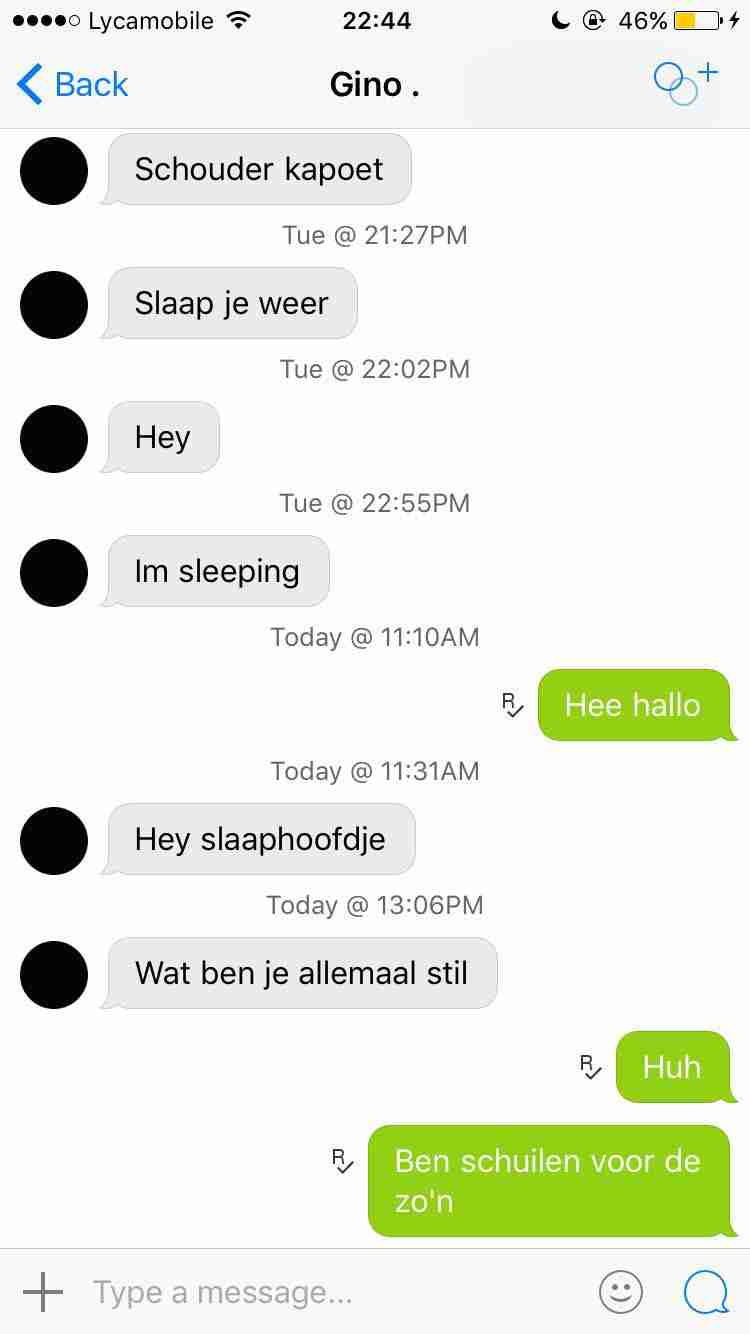 Lycamobile
22:44
46%
Back
Gino .
Schouder kapoet
Tue @ 21:27PM
Slaap je weer
Tue @ 22:02PM
Hey
Tue @ 22:55PM
Im sleeping
Today @ 11:10AM
R
Hee hallo
Today @ 11:31AM
Hey slaaphoofdje
Today @ 13:06PM
Wat ben je allemaal stil
R
Huh
R
Ben schuilen voor de
zo'n
Type a message...